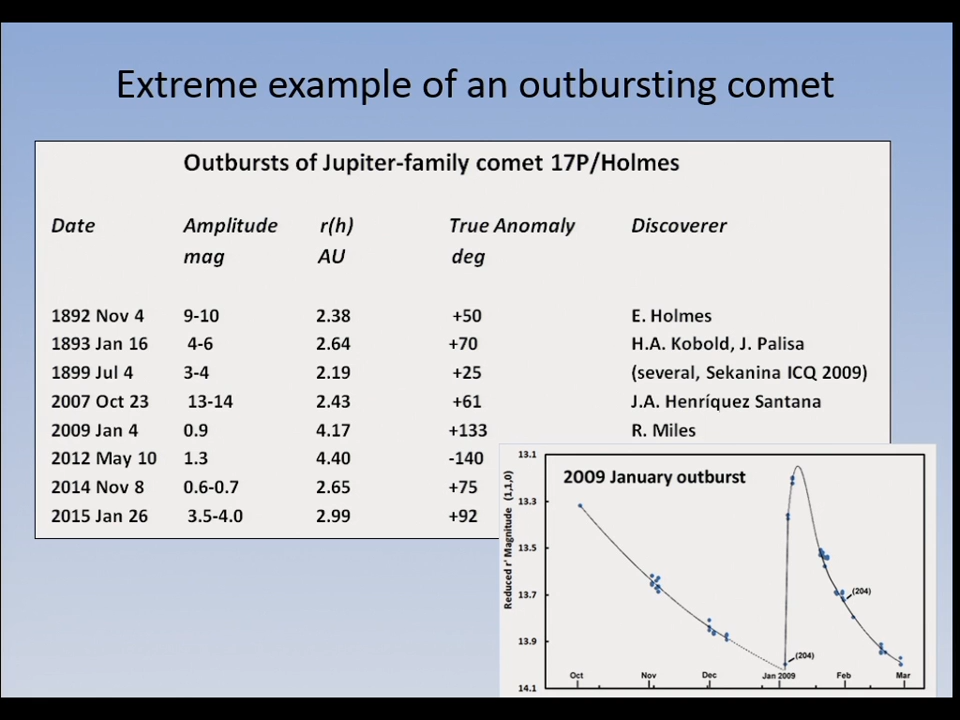 Extreme example of an outbursting comet
Outbursts of Jupiter-family comet 17P/Holmes
Date Amplitude r(h) True Anomaly Discoverer
mag AU deg
1892 Nov 4 9-10 2.38 +50 E. Holmes
1893 Jan 16 4-6 2.64 +70 H.A. Kobold, J. Palisa
1899 Jul 4 3-4 2.19 +25 (several, Sekanina ICQ 2009)
2007 Oct 23 13-14 2.43 +61 J.A. Henríquez Santana
2009 Jan 4 0.9 4.17 +133 R. Miles
2012 May 10 1.3 4.40 -140
2014 Nov 8 0.6-0.7 2.65 +75
2015 Jan 26 3.5-4.0 2.99 +92
2009 January outburst
Reduced r' Magnitude (1,1,0)
13.1
13.3
13.5
13.7
13.9
14.1
(204)
(204)
Oct Nov Dec Jan 2009 Feb Mar